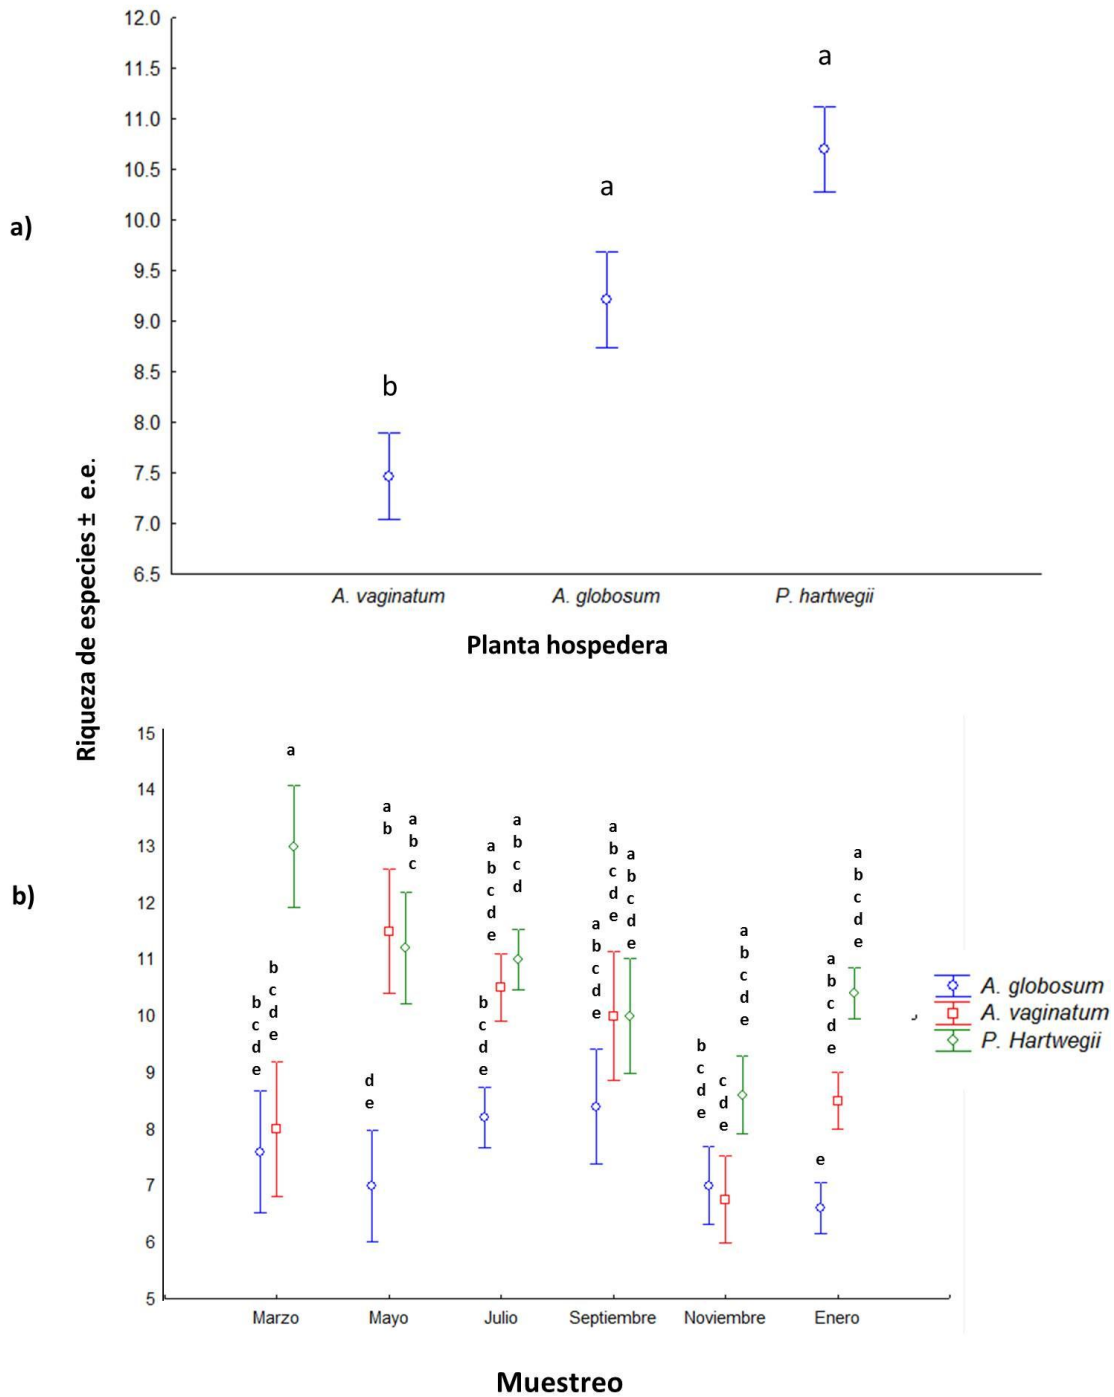 a)
Riqueza de especies ± e.e.
12.0
11.5
11.0
10.5
10.0
9.5
9.0
8.5
8.0
7.5
7.0
6.5
b
a
a
A. vaginatum
A. globosum
P. hartwegii
Planta hospedera
b)
15
14
13
12
11
10
9
8
7
6
5
b
c
d
e
b
c
d
e
a
d
e
a
b
a
b
c
b
c
d
e
a
b
c
d
e
a
b
c
d
a
b
c
d
e
a
b
c
d
e
a
b
c
d
e
b
c
d
e
c
d
e
a
b
c
d
e
e
a
b
c
d
e
a
b
c
d
e
Marzo
Mayo
Julio
Septiembre
Noviembre
Enero
A. globosum
A. vaginatum
P. Hartwegii
Muestreo